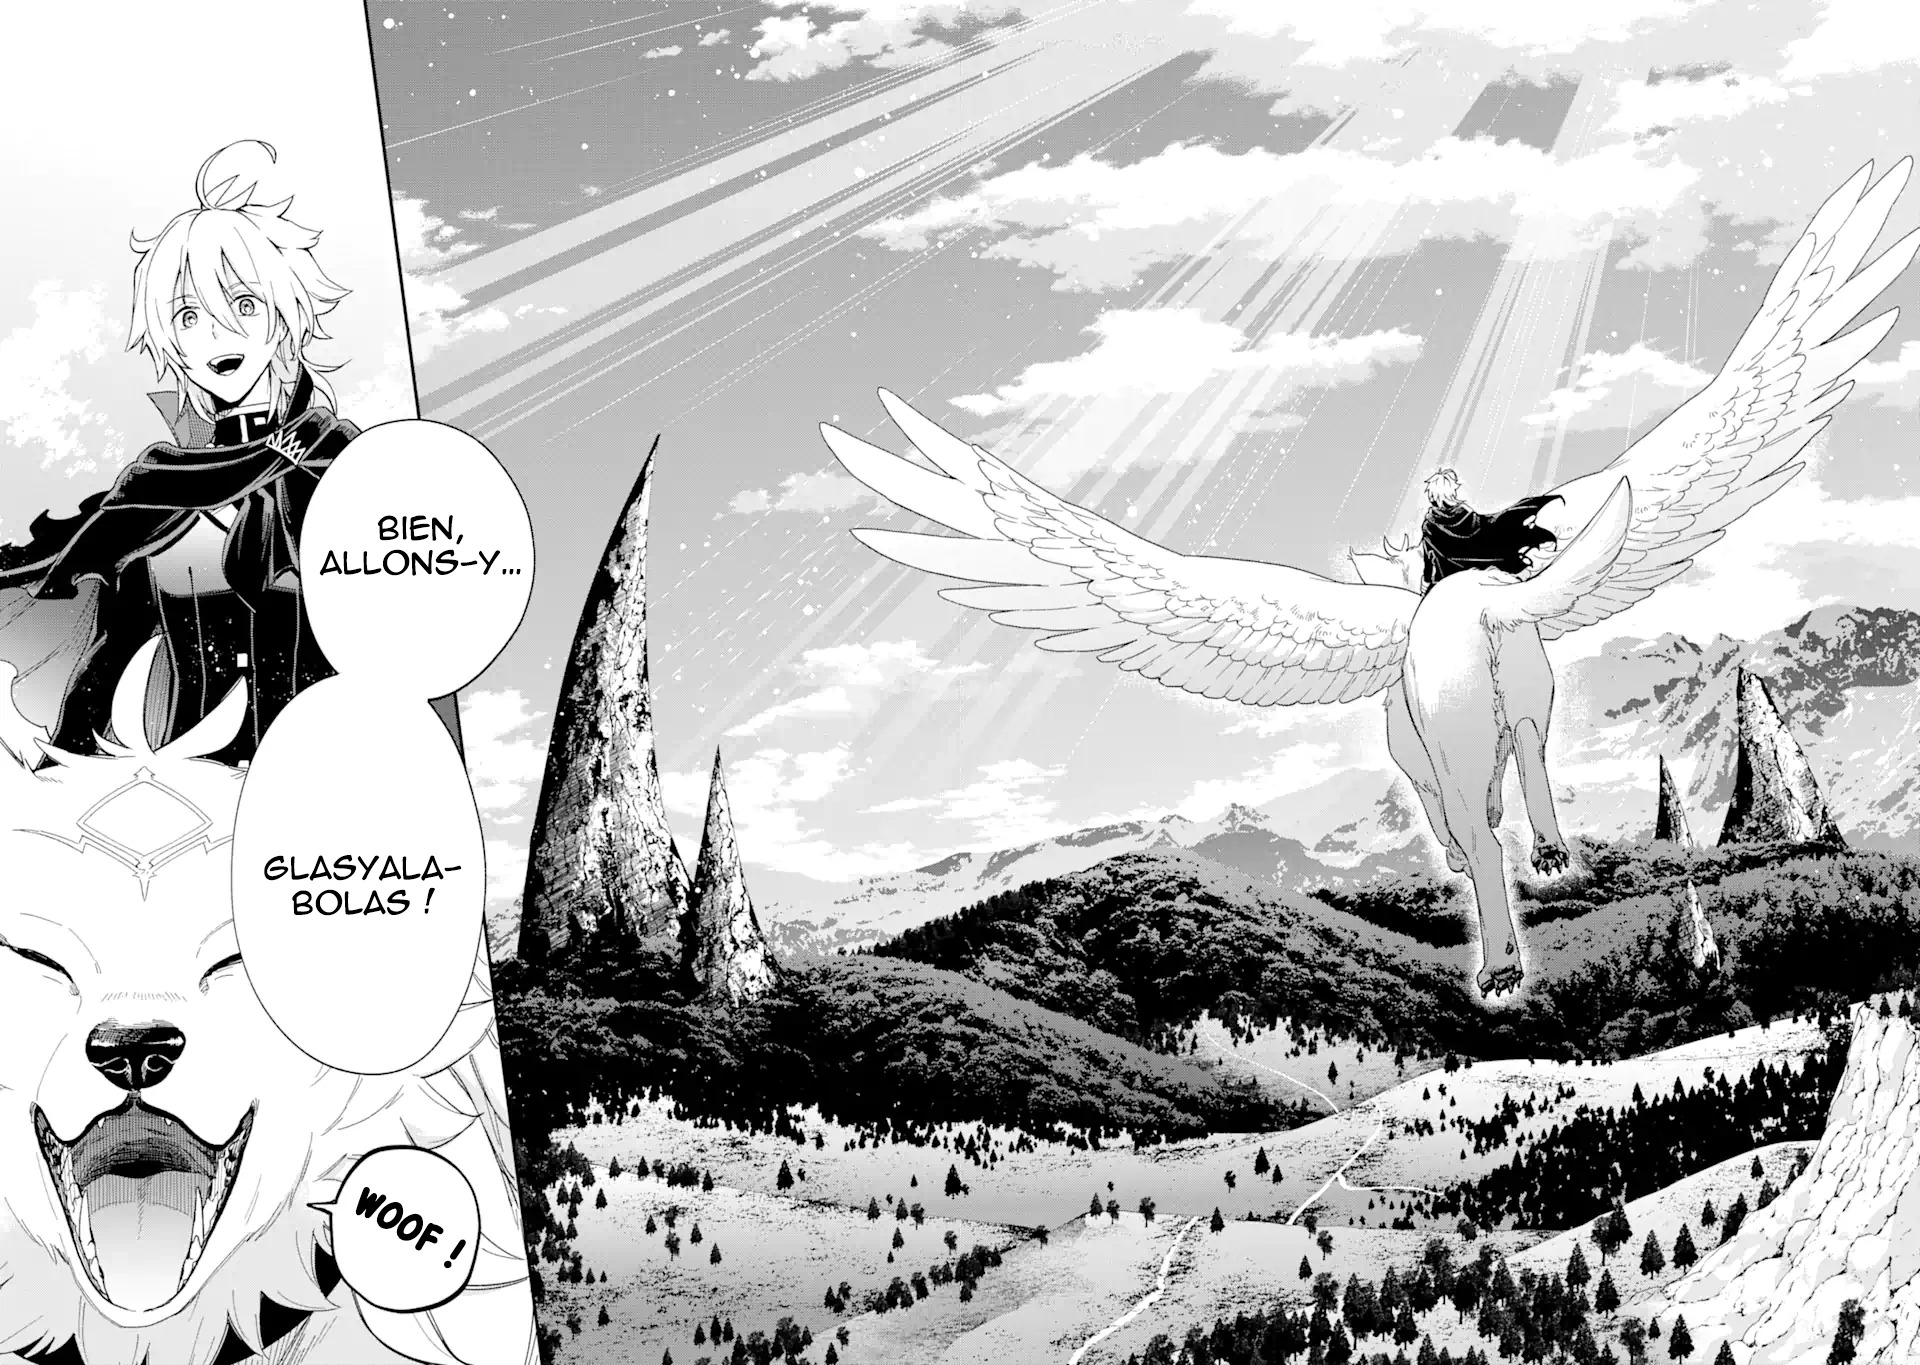 BIEN,
ALLONS-Y...
GLASYALA-
BOLAS !
WOOF !